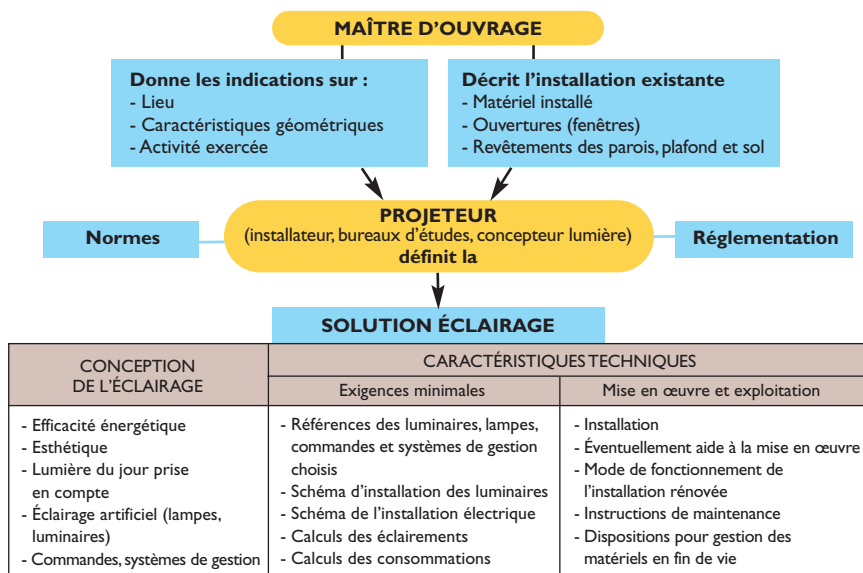 MAÎTRE D'OUVRAGE
Donne les indications sur :
- Lieu
- Caractéristiques géométriques
- Activité exercée
Décrit l'installation existante
- Matériel installé
- Ouvertures (fenêtres)
- Revêtements des parois, plafond et sol
Normes
PROJETEUR
(installateur, bureaux d'études, concepteur lumière)
définit la
Réglementation
SOLUTION ÉCLAIRAGE
CONCEPTION
DE L'ÉCLAIRAGE
CARACTÉRISTIQUES TECHNIQUES
Exigences minimales
Mise en œuvre et exploitation
- Efficacité énergétique
- Esthétique
- Lumière du jour prise
en compte
- Éclairage artificiel (lampes,
luminaires)
- Commandes, systèmes de gestion
- Références des luminaires, lampes,
commandes et systèmes de gestion
choisis
- Schéma d'installation des luminaires
- Schéma de l'installation électrique
- Calculs des éclairements
- Calculs des consommations
- Installation
- Éventuellement aide à la mise en œuvre
- Mode de fonctionnement de
l'installation rénovée
- Instructions de maintenance
- Dispositions pour gestion des
matériels en fin de vie